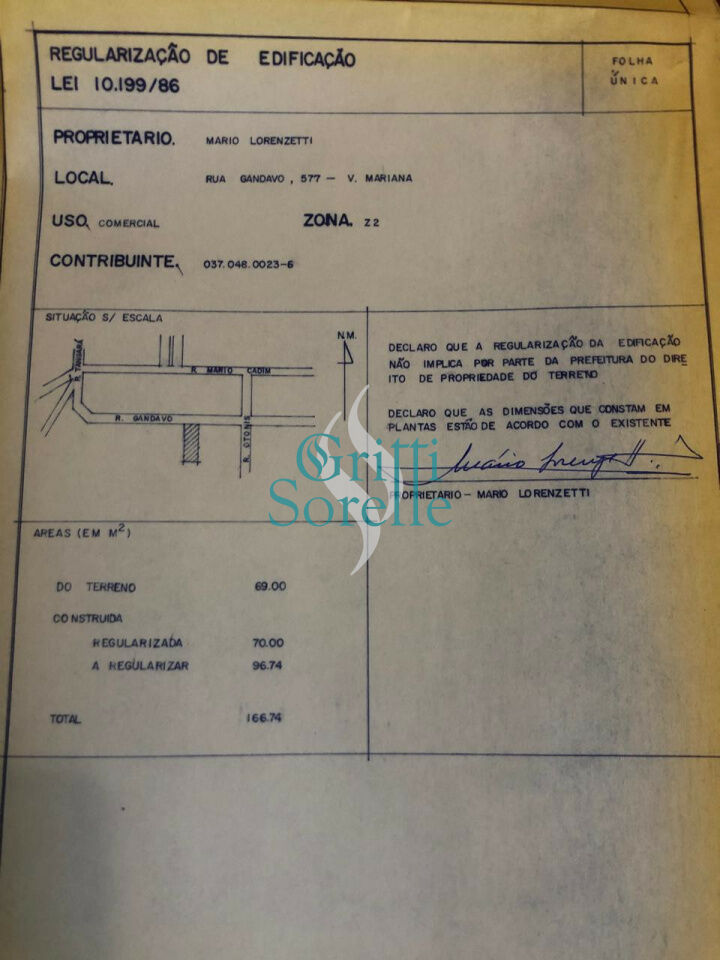 REGULARIZAÇÃO DE EDIFICAÇÃO
LEI 10.199/86
FOLHA
ÚNICA
PROPRIETARIO. MARIO LORENZETTI
LOCAL. RUA GANDAVO, 577 - V. MARIANA
USO. COMERCIAL ZONA. Z2
CONTRIBUINTE. 037.048.0023-6
SITUAÇÃO S/ ESCALA
N.M.
R. TANGARÁ
R. MARIO CADIM
R. GANDAVO
R. OTONIS
DECLARO QUE A REGULARIZAÇÃO DA EDIFICAÇÃO
NÃO IMPLICA POR PARTE DA PREFEITURA DO DIRE
ITO DE PROPRIEDADE DO TERRENO
DECLARO QUE AS DIMENSÕES QUE CONSTAM EM
PLANTAS ESTÃO DE ACORDO COM O EXISTENTE
Mário Lorenzetti
PROPRIETARIO - MARIO LORENZETTI
Gritti
Sorelle
AREAS (EM M²)
DO TERRENO 69.00
CONSTRUIDA
REGULARIZADA 70.00
A REGULARIZAR 96.74
TOTAL 166.74